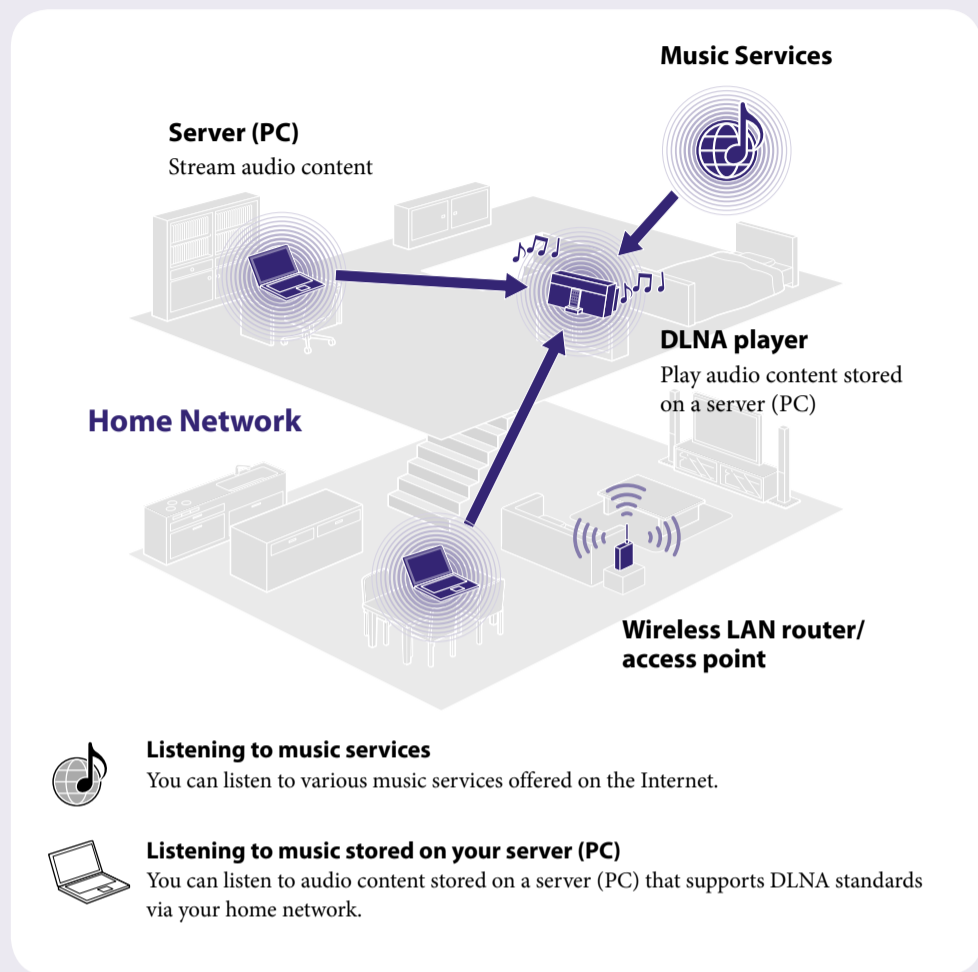 Music Services
Server (PC)
Stream audio content
DLNA player
Play audio content stored
on a server (PC)
Home Network
Wireless LAN router/
access point
Listening to music services
You can listen to various music services offered on the Internet.
Listening to music stored on your server (PC)
You can listen to audio content stored on a server (PC) that supports DLNA standards
via your home network.